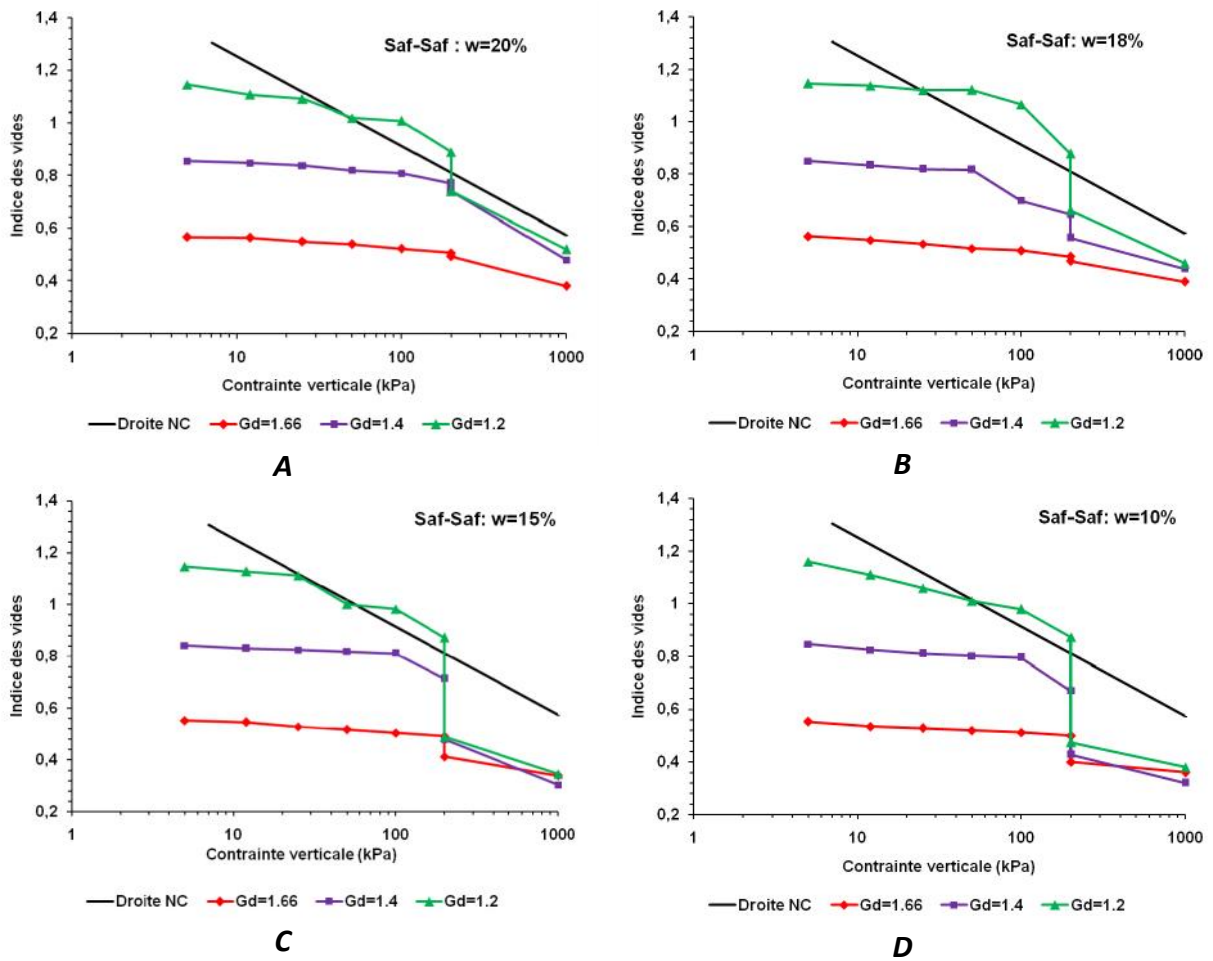 1,4
1,2
1
0,8
0,6
0,4
0,2
Indice des vides
Saf-Saf : w=20%
1 10 100 1000
Contrainte verticale (kPa)
Droite NC Gd=1.66 Gd=1.4 Gd=1.2
A
1,4
1,2
1
0,8
0,6
0,4
0,2
Indice des vides
Saf-Saf: w=18%
1 10 100 1000
Contrainte verticale (kPa)
Droite NC Gd=1.66 Gd=1.4 Gd=1.2
B
1,4
1,2
1
0,8
0,6
0,4
0,2
Indice des vides
Saf-Saf: w=15%
1 10 100 1000
Contrainte verticale (kPa)
Droite NC Gd=1.66 Gd=1.4 Gd=1.2
C
1,4
1,2
1
0,8
0,6
0,4
0,2
Indice des vides
Saf-Saf: w=10%
1 10 100 1000
Contrainte verticale (kPa)
Droite NC Gd=1.66 Gd=1.4 Gd=1.2
D